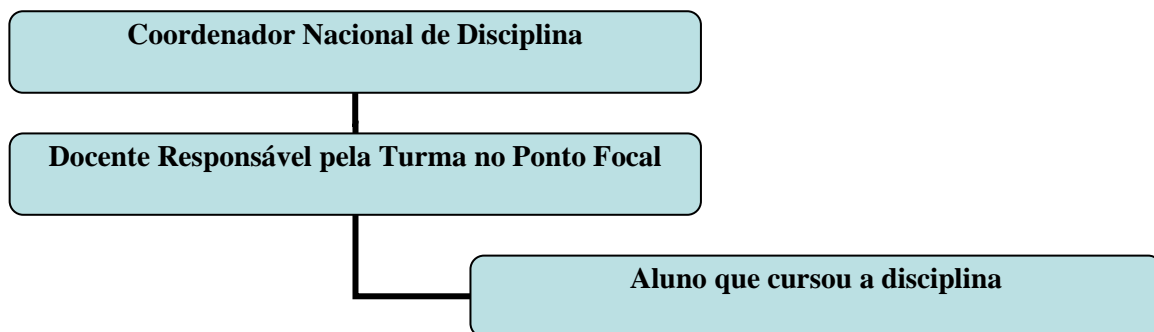 Coordenador Nacional de Disciplina
Docente Responsável pela Turma no Ponto Focal
Aluno que cursou a disciplina